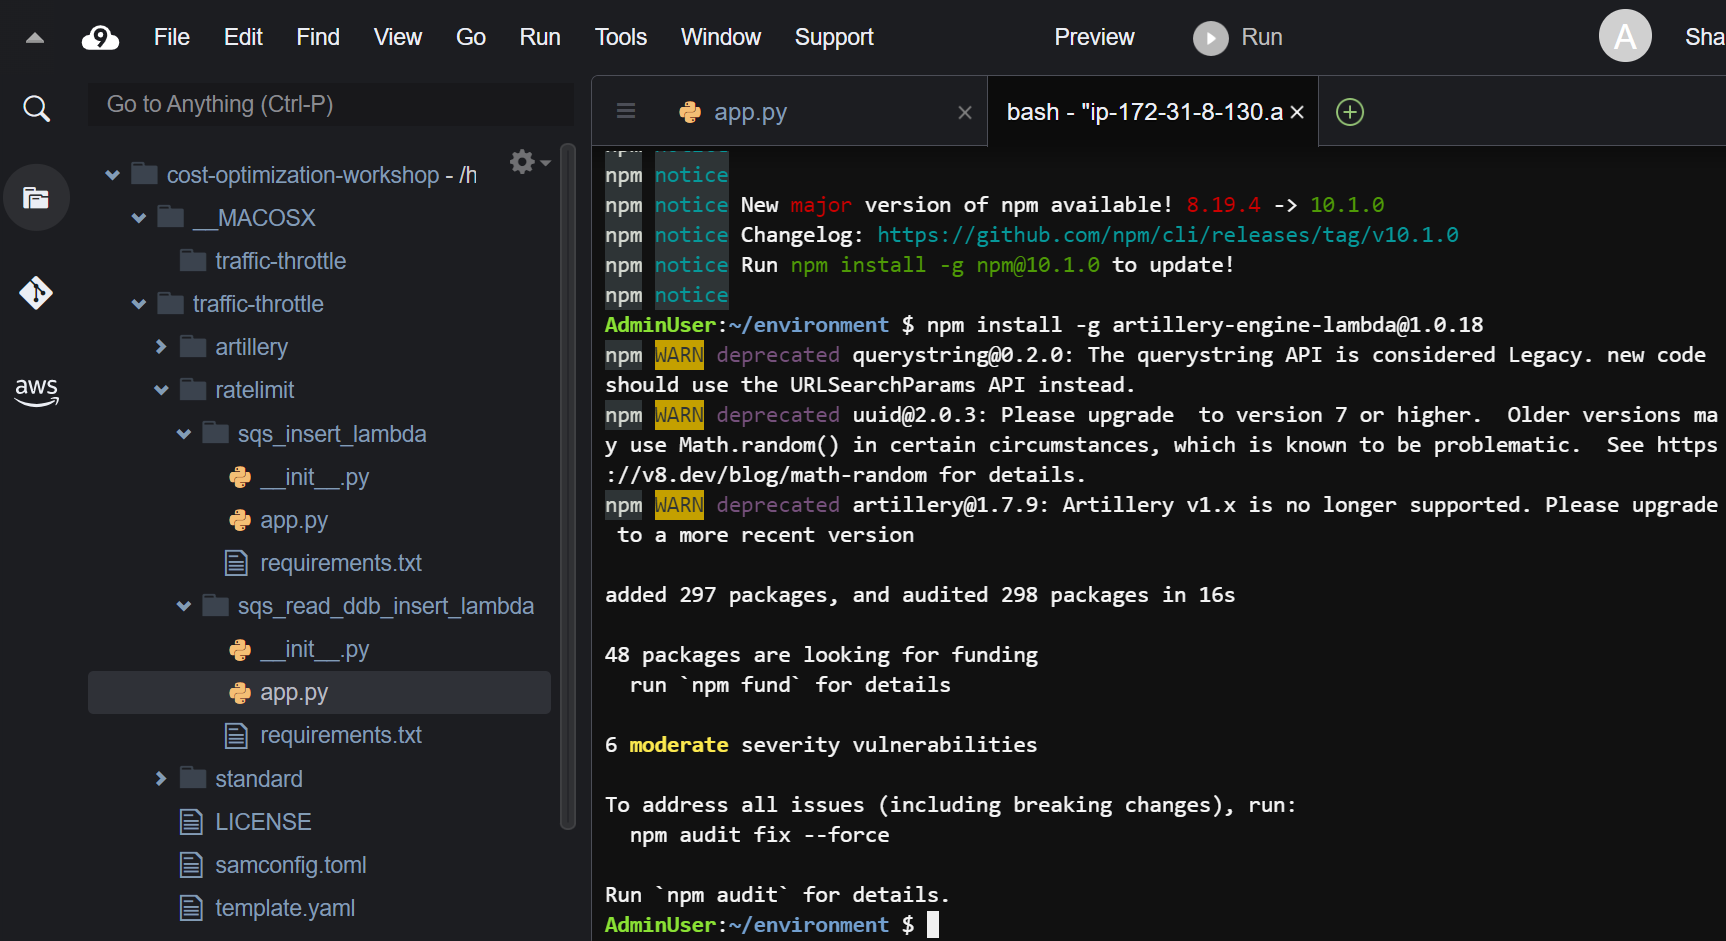 File Edit Find View Go Run Tools Window Support Preview Run A Sha
Go to Anything (Ctrl-P)
cost-optimization-workshop - /h
__MACOSX
traffic-throttle
traffic-throttle
artillery
ratelimit
sqs_insert_lambda
__init__.py
app.py
requirements.txt
sqs_read_ddb_insert_lambda
__init__.py
app.py
requirements.txt
standard
LICENSE
samconfig.toml
template.yaml
aws
app.py
bash - "ip-172-31-8-130.a
npm notice
npm notice
npm notice New major version of npm available! 8.19.4 -> 10.1.0
npm notice Changelog: https://github.com/npm/cli/releases/tag/v10.1.0
npm notice Run npm install -g npm@10.1.0 to update!
npm notice
AdminUser:~/environment $ npm install -g artillery-engine-lambda@1.0.18
npm WARN deprecated querystring@0.2.0: The querystring API is considered Legacy. new code
should use the URLSearchParams API instead.
npm WARN deprecated uuid@2.0.3: Please upgrade  to version 7 or higher.  Older versions ma
y use Math.random() in certain circumstances, which is known to be problematic.  See https
://v8.dev/blog/math-random for details.
npm WARN deprecated artillery@1.7.9: Artillery v1.x is no longer supported. Please upgrade
to a more recent version
added 297 packages, and audited 298 packages in 16s
48 packages are looking for funding
run `npm fund` for details
6 moderate severity vulnerabilities
To address all issues (including breaking changes), run:
npm audit fix --force
Run `npm audit` for details.
AdminUser:~/environment $